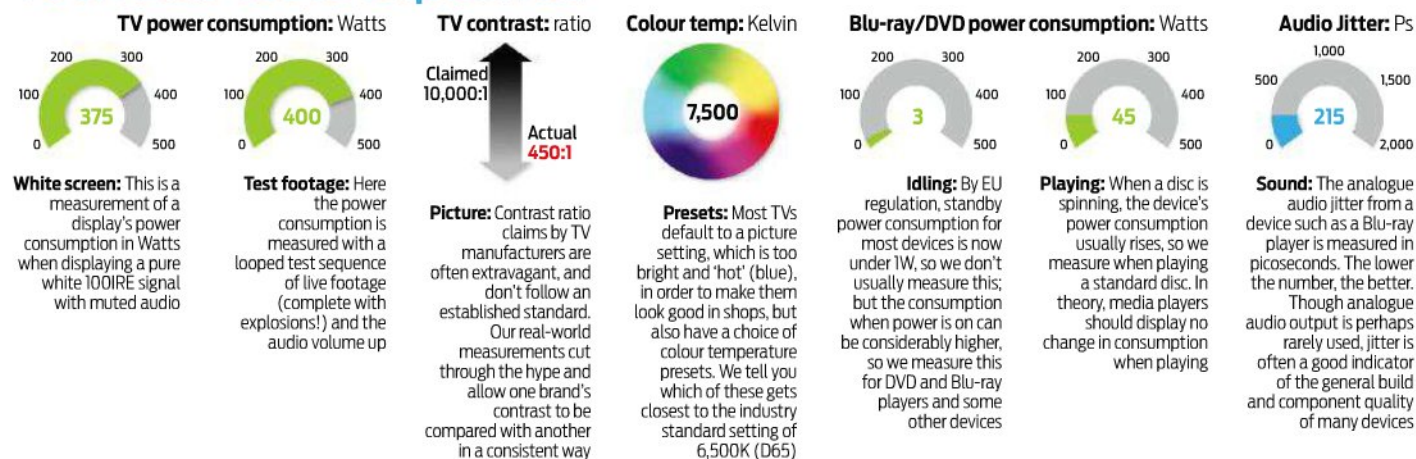 TV power consumption: Watts
200
300
100
400
375
0
500
200
300
100
400
400
0
500
White screen: This is a
measurement of a
display's power
consumption in Watts
when displaying a pure
white 100IRE signal
with muted audio
Test footage: Here
the power
consumption is
measured with a
looped test sequence
of live footage
(complete with
explosions!) and the
audio volume up
TV contrast: ratio
Claimed
10,000:1
Actual
450:1
Picture: Contrast ratio
claims by TV
manufacturers are
often extravagant, and
don't follow an
established standard.
Our real-world
measurements cut
through the hype and
allow one brand's
contrast to be
compared with another
in a consistent way
Colour temp: Kelvin
7,500
Presets: Most TVs
default to a picture
setting, which is too
bright and 'hot' (blue),
in order to make them
look good in shops, but
also have a choice of
colour temperature
presets. We tell you
which of these gets
closest to the industry
standard setting of
6,500K (D65)
Blu-ray/DVD power consumption: Watts
200
300
100
400
3
0
500
200
300
100
400
45
0
500
Idling: By EU
regulation, standby
power consumption for
most devices is now
under 1W, so we don't
usually measure this;
but the consumption
when power is on can
be considerably higher,
so we measure this
for DVD and Blu-ray
players and some
other devices
Playing: When a disc is
spinning, the device's
power consumption
usually rises, so we
measure when playing
a standard disc. In
theory, media players
should display no
change in consumption
when playing
Audio Jitter: Ps
1,000
500
1,500
215
0
2,000
Sound: The analogue
audio jitter from a
device such as a Blu-ray
player is measured in
picoseconds. The lower
the number, the better.
Though analogue
audio output is perhaps
rarely used, jitter is
often a good indicator
of the general build
and component quality
of many devices